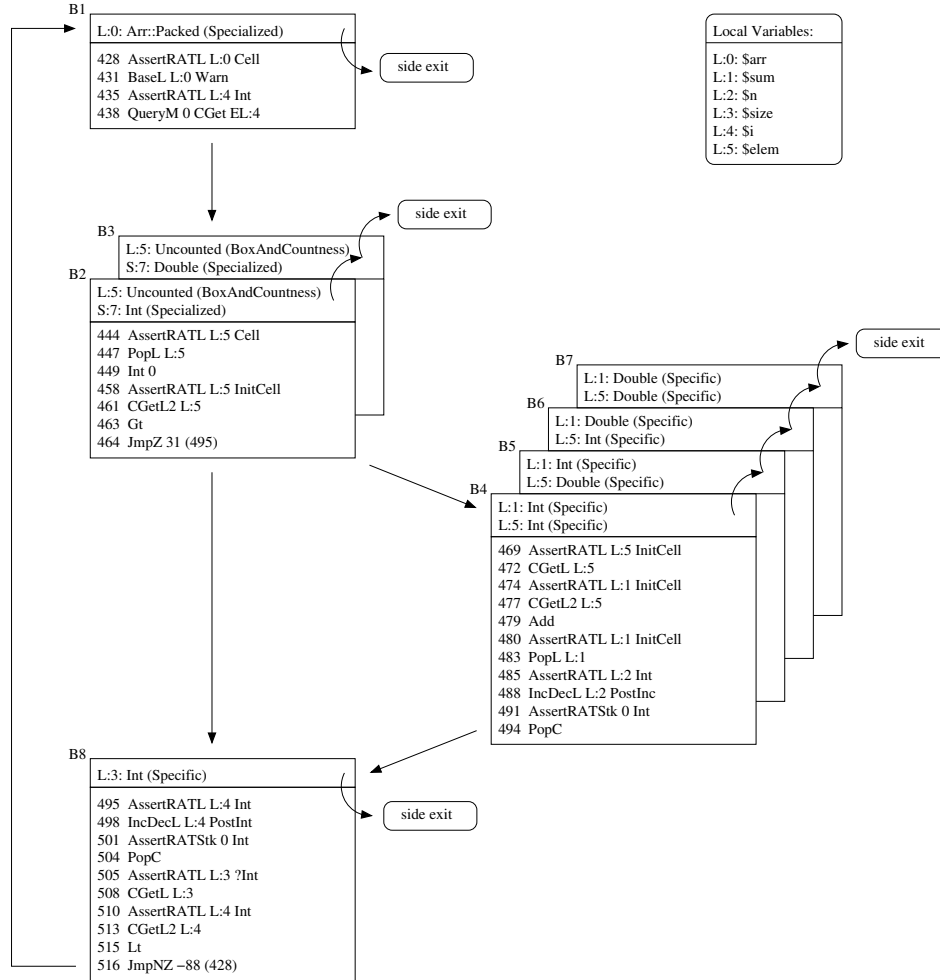 B1
L:0: Arr::Packed (Specialized)
428 AssertRATL L:0 Cell
431 BaseL L:0 Warn
435 AssertRATL L:4 Int
438 QueryM 0 CGet EL:4
side exit
Local Variables:
L:0: $arr
L:1: $sum
L:2: $n
L:3: $size
L:4: $i
L:5: $elem
side exit
B3
L:5: Uncounted (BoxAndCountness)
S:7: Double (Specialized)
B2
L:5: Uncounted (BoxAndCountness)
S:7: Int (Specialized)
444 AssertRATL L:5 Cell
447 PopL L:5
449 Int 0
458 AssertRATL L:5 InitCell
461 CGetL2 L:5
463 Gt
464 JmpZ 31 (495)
side exit
B7
L:1: Double (Specific)
L:5: Double (Specific)
B6
L:1: Double (Specific)
L:5: Int (Specific)
B5
L:1: Int (Specific)
L:5: Double (Specific)
B4
L:1: Int (Specific)
L:5: Int (Specific)
469 AssertRATL L:5 InitCell
472 CGetL L:5
474 AssertRATL L:1 InitCell
477 CGetL2 L:5
479 Add
480 AssertRATL L:1 InitCell
483 PopL L:1
485 AssertRATL L:2 Int
488 IncDecL L:2 PostInc
491 AssertRATStk 0 Int
494 PopC
B8
L:3: Int (Specific)
495 AssertRATL L:4 Int
498 IncDecL L:4 PostInt
501 AssertRATStk 0 Int
504 PopC
505 AssertRATL L:3 ?Int
508 CGetL L:3
510 AssertRATL L:4 Int
513 CGetL2 L:4
515 Lt
516 JmpNZ −88 (428)
side exit